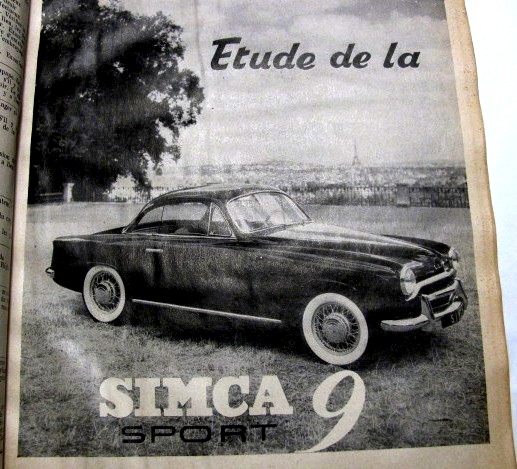 Etude de la
SIMCA 9
SPORT